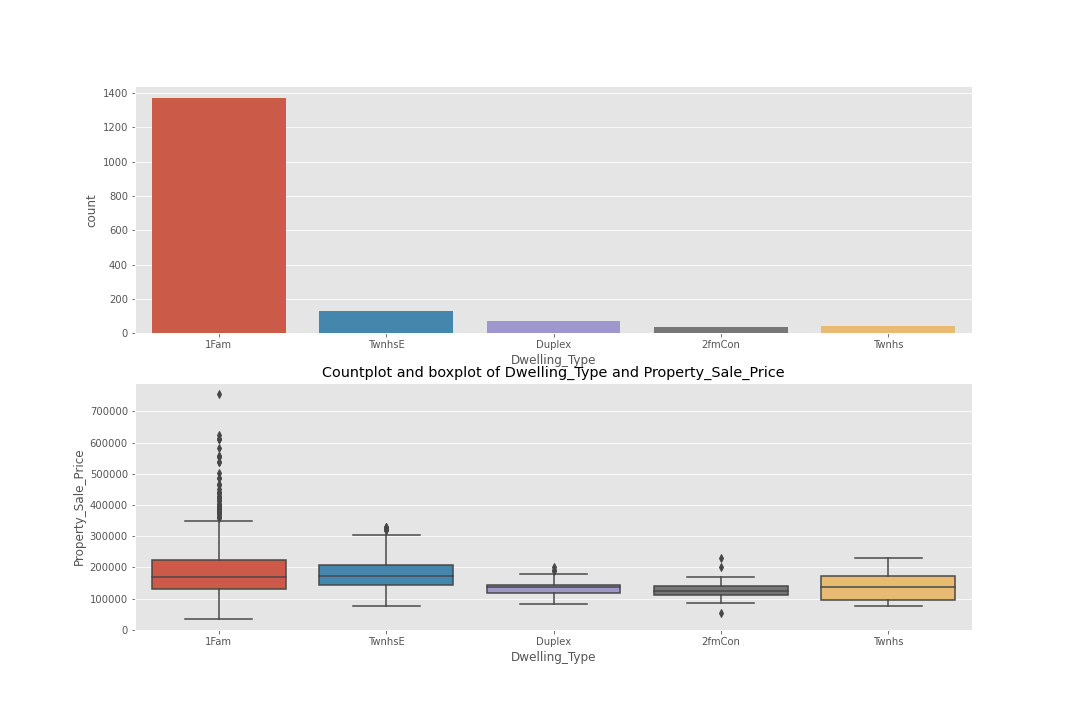 1400
1200
1000
800
600
400
200
0
count
1Fam TwnhsE Duplex 2fmCon Twnhs
Dwelling_Type
Countplot and boxplot of Dwelling_Type and Property_Sale_Price
700000
600000
500000
400000
300000
200000
100000
0
Property_Sale_Price
1Fam TwnhsE Duplex 2fmCon Twnhs
Dwelling_Type